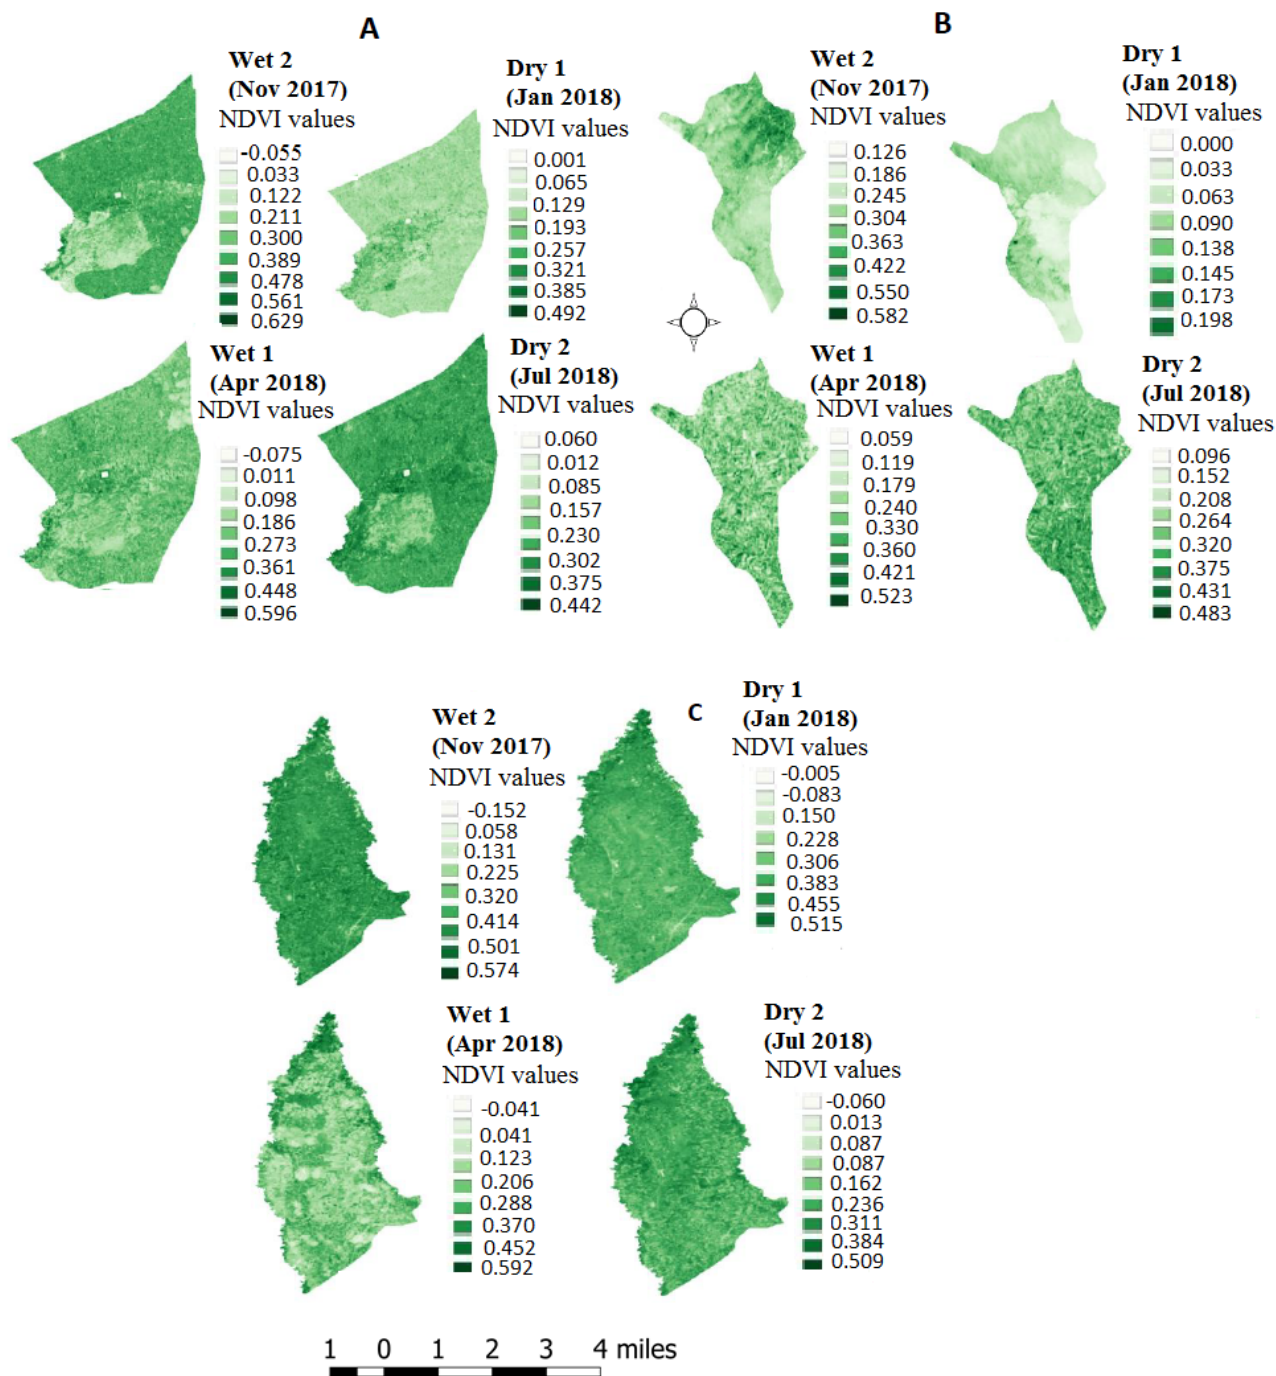 A
Wet 2
(Nov 2017)
NDVI values
-0.055
0.033
0.122
0.211
0.300
0.389
0.478
0.561
0.629
Dry 1
(Jan 2018)
NDVI values
0.001
0.065
0.129
0.193
0.257
0.321
0.385
0.492
Wet 1
(Apr 2018)
NDVI values
-0.075
0.011
0.098
0.186
0.273
0.361
0.448
0.596
Dry 2
(Jul 2018)
NDVI values
0.060
0.012
0.085
0.157
0.230
0.302
0.375
0.442
B
Wet 2
(Nov 2017)
NDVI values
0.126
0.186
0.245
0.304
0.363
0.422
0.550
0.582
Dry 1
(Jan 2018)
NDVI values
0.000
0.033
0.063
0.090
0.138
0.145
0.173
0.198
Wet 1
(Apr 2018)
NDVI values
0.059
0.119
0.179
0.240
0.330
0.360
0.421
0.523
Dry 2
(Jul 2018)
NDVI values
0.096
0.152
0.208
0.264
0.320
0.375
0.431
0.483
C
Wet 2
(Nov 2017)
NDVI values
-0.152
0.058
0.131
0.225
0.320
0.414
0.501
0.574
Dry 1
(Jan 2018)
NDVI values
-0.005
-0.083
0.150
0.228
0.306
0.383
0.455
0.515
Wet 1
(Apr 2018)
NDVI values
-0.041
0.041
0.123
0.206
0.288
0.370
0.452
0.592
Dry 2
(Jul 2018)
NDVI values
-0.060
0.013
0.087
0.087
0.162
0.236
0.311
0.384
0.509
1 0 1 2 3 4 miles